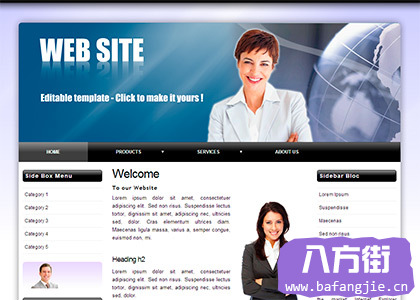 WEB SITE
Editable template - Click to make it yours !
HOME
PRODUCTS
SERVICES
ABOUT US
Side Box Menu
Category 1
Category 2
Category 3
Category 4
Category 5
Welcome
To our Website
Lorem ipsum dolor sit amet, consectetur
adipiscing elit. Sed non risus. Suspendisse lectus
tortor, dignissim sit amet, adipiscing nec, ultricies
sed, dolor. Cras elementum ultrices diam.
Maecenas ligula massa, varius a, semper congue,
euismod non, mi.
Heading h2
Lorem ipsum dolor sit amet, consectetur
adipiscing elit. Sed non risus. Suspendisse lectus
tortor, dignissim sit amet, adipiscing nec, ultricies
Sidebar Bloc
Lorem Ipsum
Suspendisse
Maecenas
Sed non risus
八方街
www.bafangjie.cn